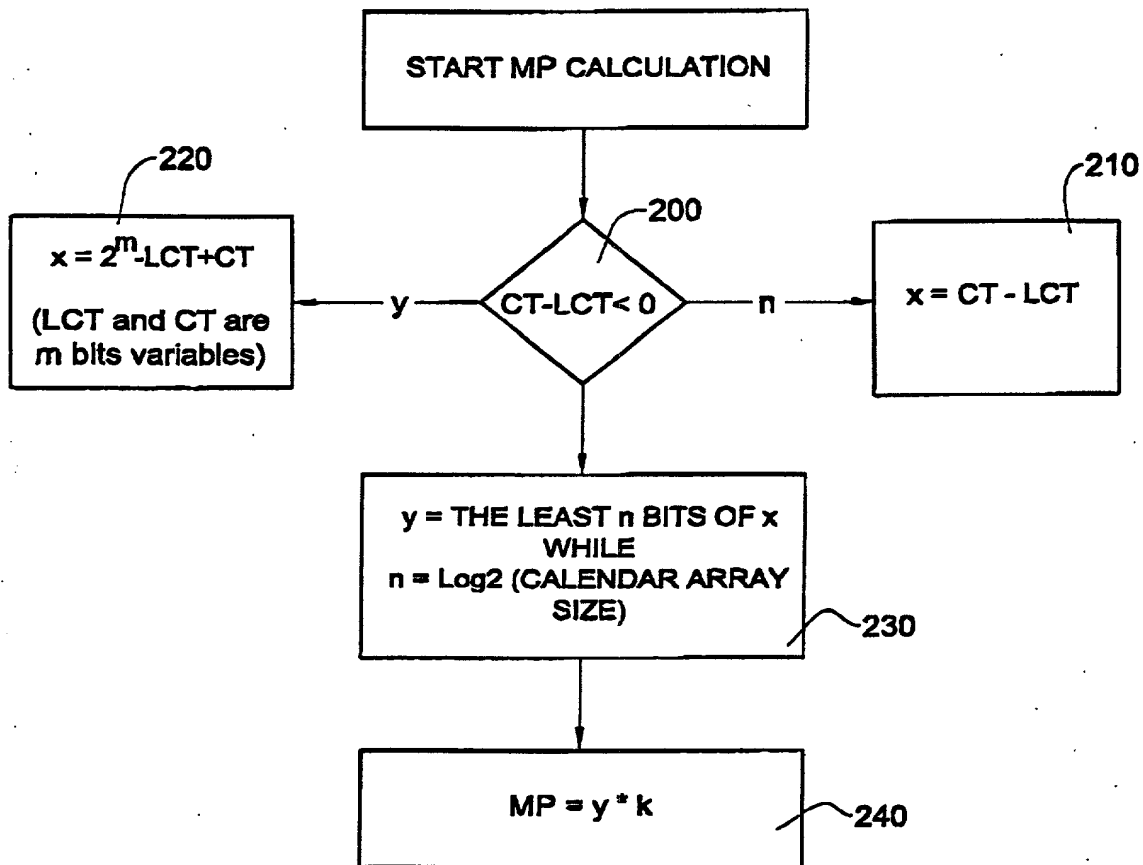 START MP CALCULATION
220
x = 2^m-LCT+CT
(LCT and CT are
m bits variables)
y
200
CT-LCT< 0
n
210
x = CT - LCT
y = THE LEAST n BITS OF x
WHILE
n = Log2 (CALENDAR ARRAY
SIZE)
230
MP = y * k
240